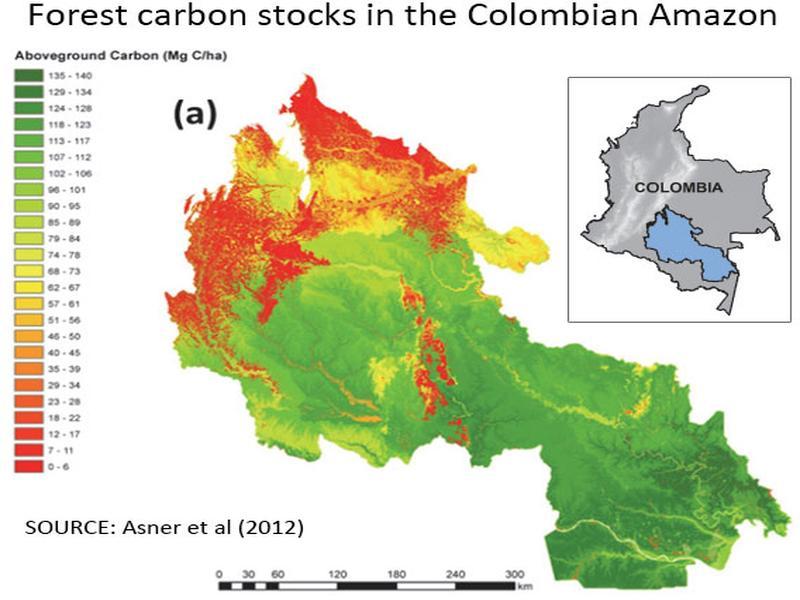 Forest carbon stocks in the Colombian Amazon
Aboveground Carbon (Mg C/ha)
135 - 140
129 - 134
124 - 128
118 - 123
113 - 117
107 - 112
102 - 106
96 - 101
90 - 95
85 - 89
79 - 84
74 - 78
68 - 73
62 - 67
57 - 61
51 - 56
46 - 50
40 - 45
35 - 39
29 - 34
23 - 28
18 - 22
12 - 17
7 - 11
0 - 6
(a)
COLOMBIA
SOURCE: Asner et al (2012)
0 30 60 120 180 240 300
km